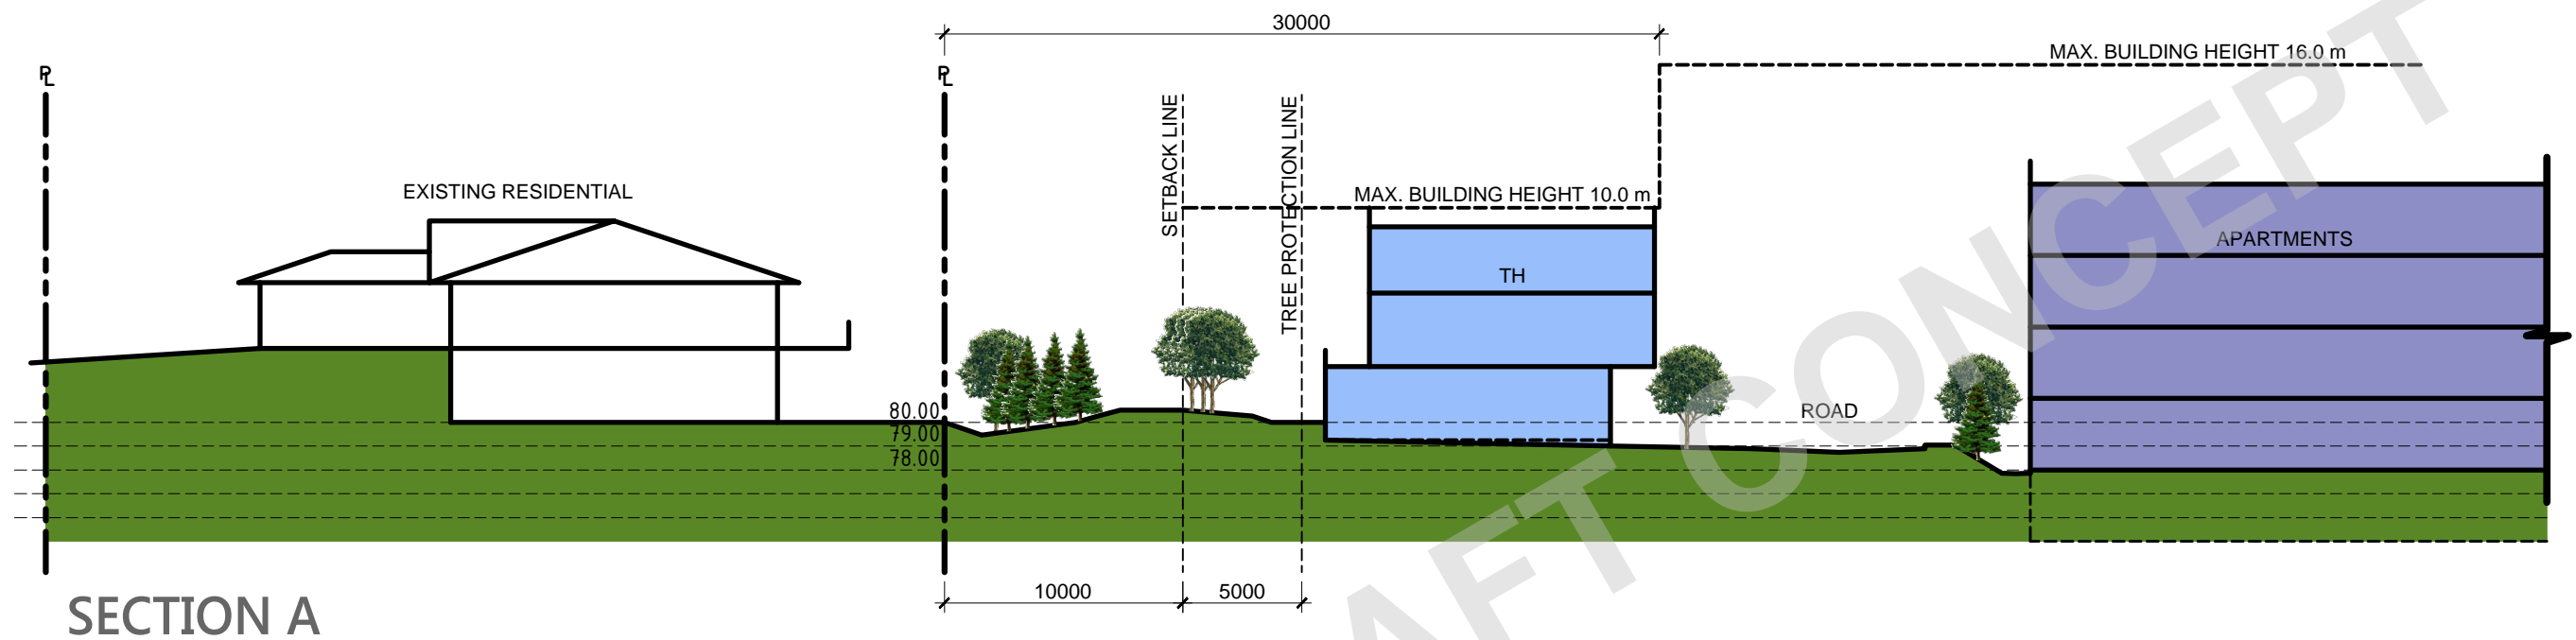 30000
MAX. BUILDING HEIGHT 16.0 m
PL
PL
SETBACK LINE
TREE PROTECTION LINE
EXISTING RESIDENTIAL
MAX. BUILDING HEIGHT 10.0 m
APARTMENTS
TH
80.00
ROAD
79.00
78.00
10000
5000
SECTION A
AFT CONCEPT